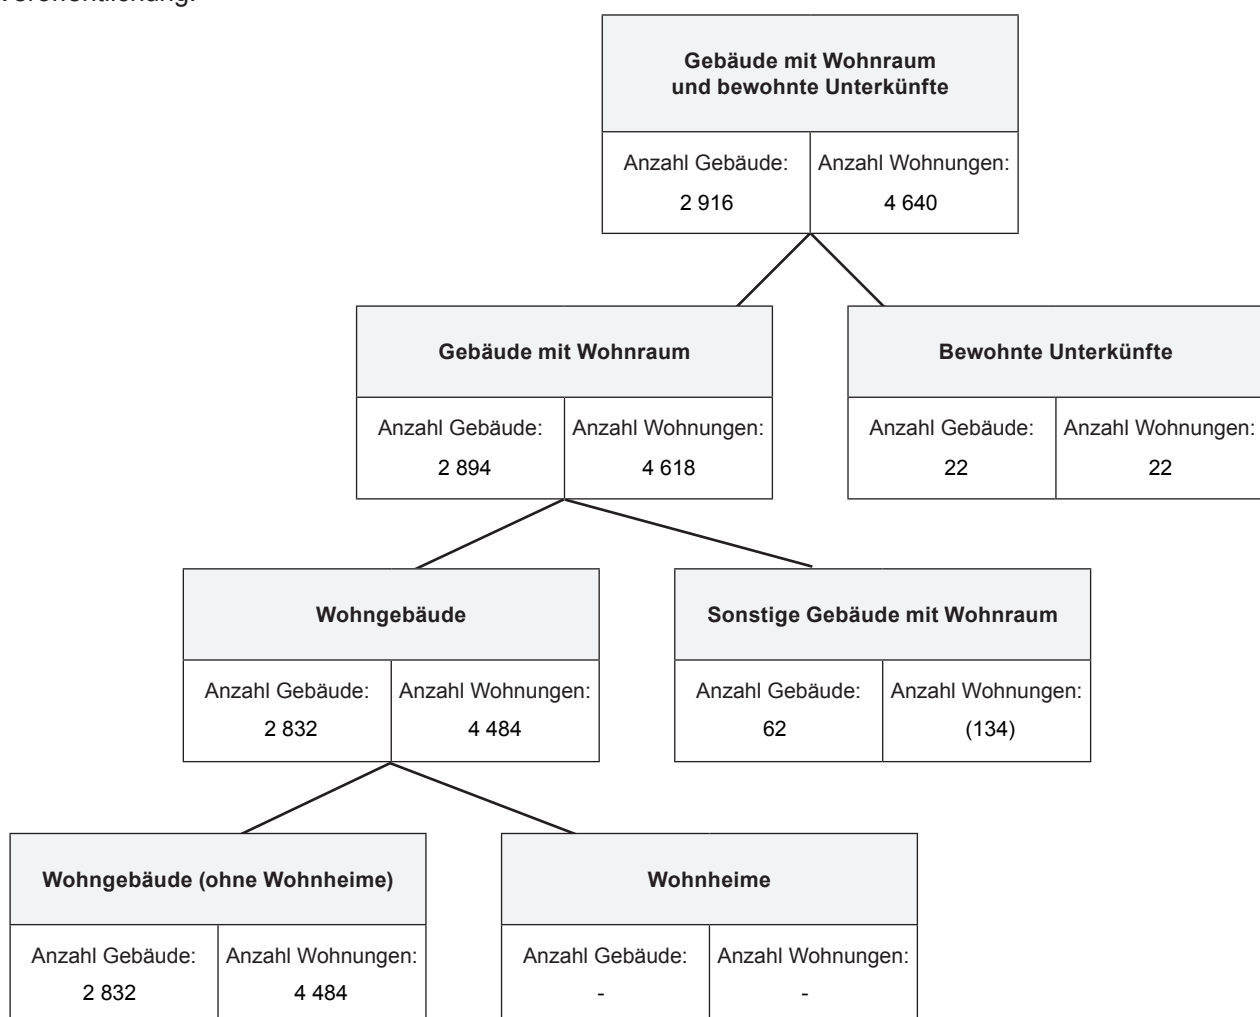 Veröffentlichung.
Gebäude mit Wohnraum
und bewohnte Unterkünfte
Anzahl Gebäude: Anzahl Wohnungen:
2 916 4 640
Gebäude mit Wohnraum Bewohnte Unterkünfte
Anzahl Gebäude: Anzahl Wohnungen: Anzahl Gebäude: Anzahl Wohnungen:
2 894 4 618 22 22
Wohngebäude Sonstige Gebäude mit Wohnraum
Anzahl Gebäude: Anzahl Wohnungen: Anzahl Gebäude: Anzahl Wohnungen:
2 832 4 484 62 (134)
Wohngebäude (ohne Wohnheime) Wohnheime
Anzahl Gebäude: Anzahl Wohnungen: Anzahl Gebäude: Anzahl Wohnungen:
2 832 4 484 - -